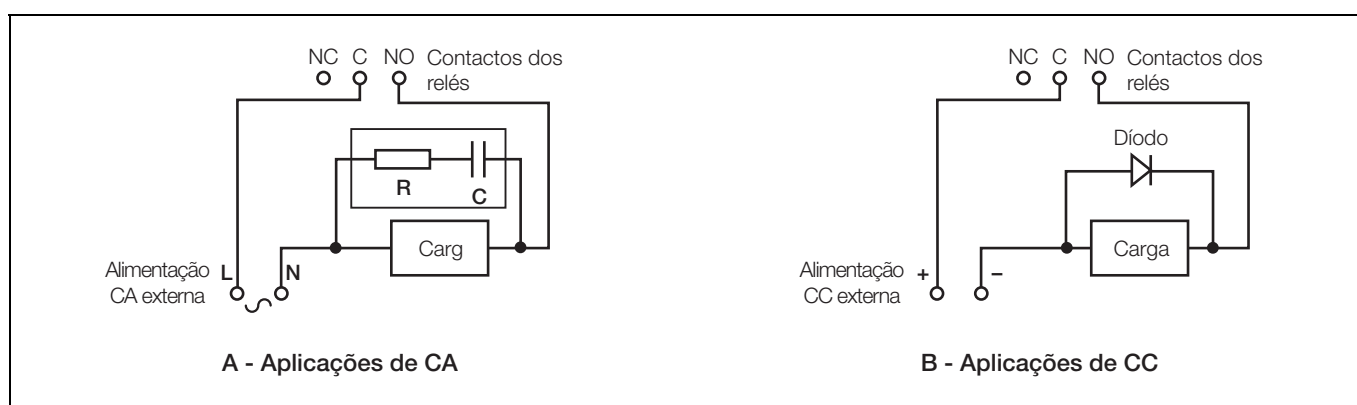 NC C NO Contactos dos
relés
R
C
Carg
Alimentação L N
CA externa
A - Aplicações de CA
NC C NO Contactos dos
relés
Díodo
Carga
Alimentação + –
CC externa
B - Aplicações de CC